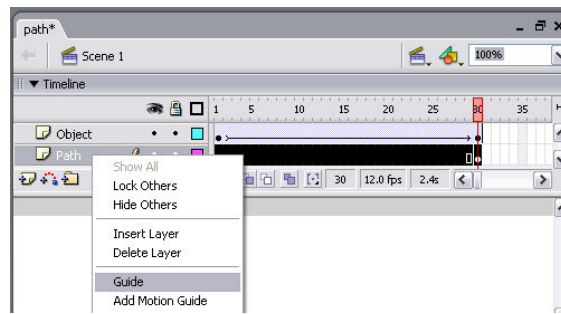 path*
Scene 1
100%
Timeline
1 5 10 15 20 25 30 35
Object
Path
30 12.0 fps 2.4s
Show All
Lock Others
Hide Others
Insert Layer
Delete Layer
Guide
Add Motion Guide